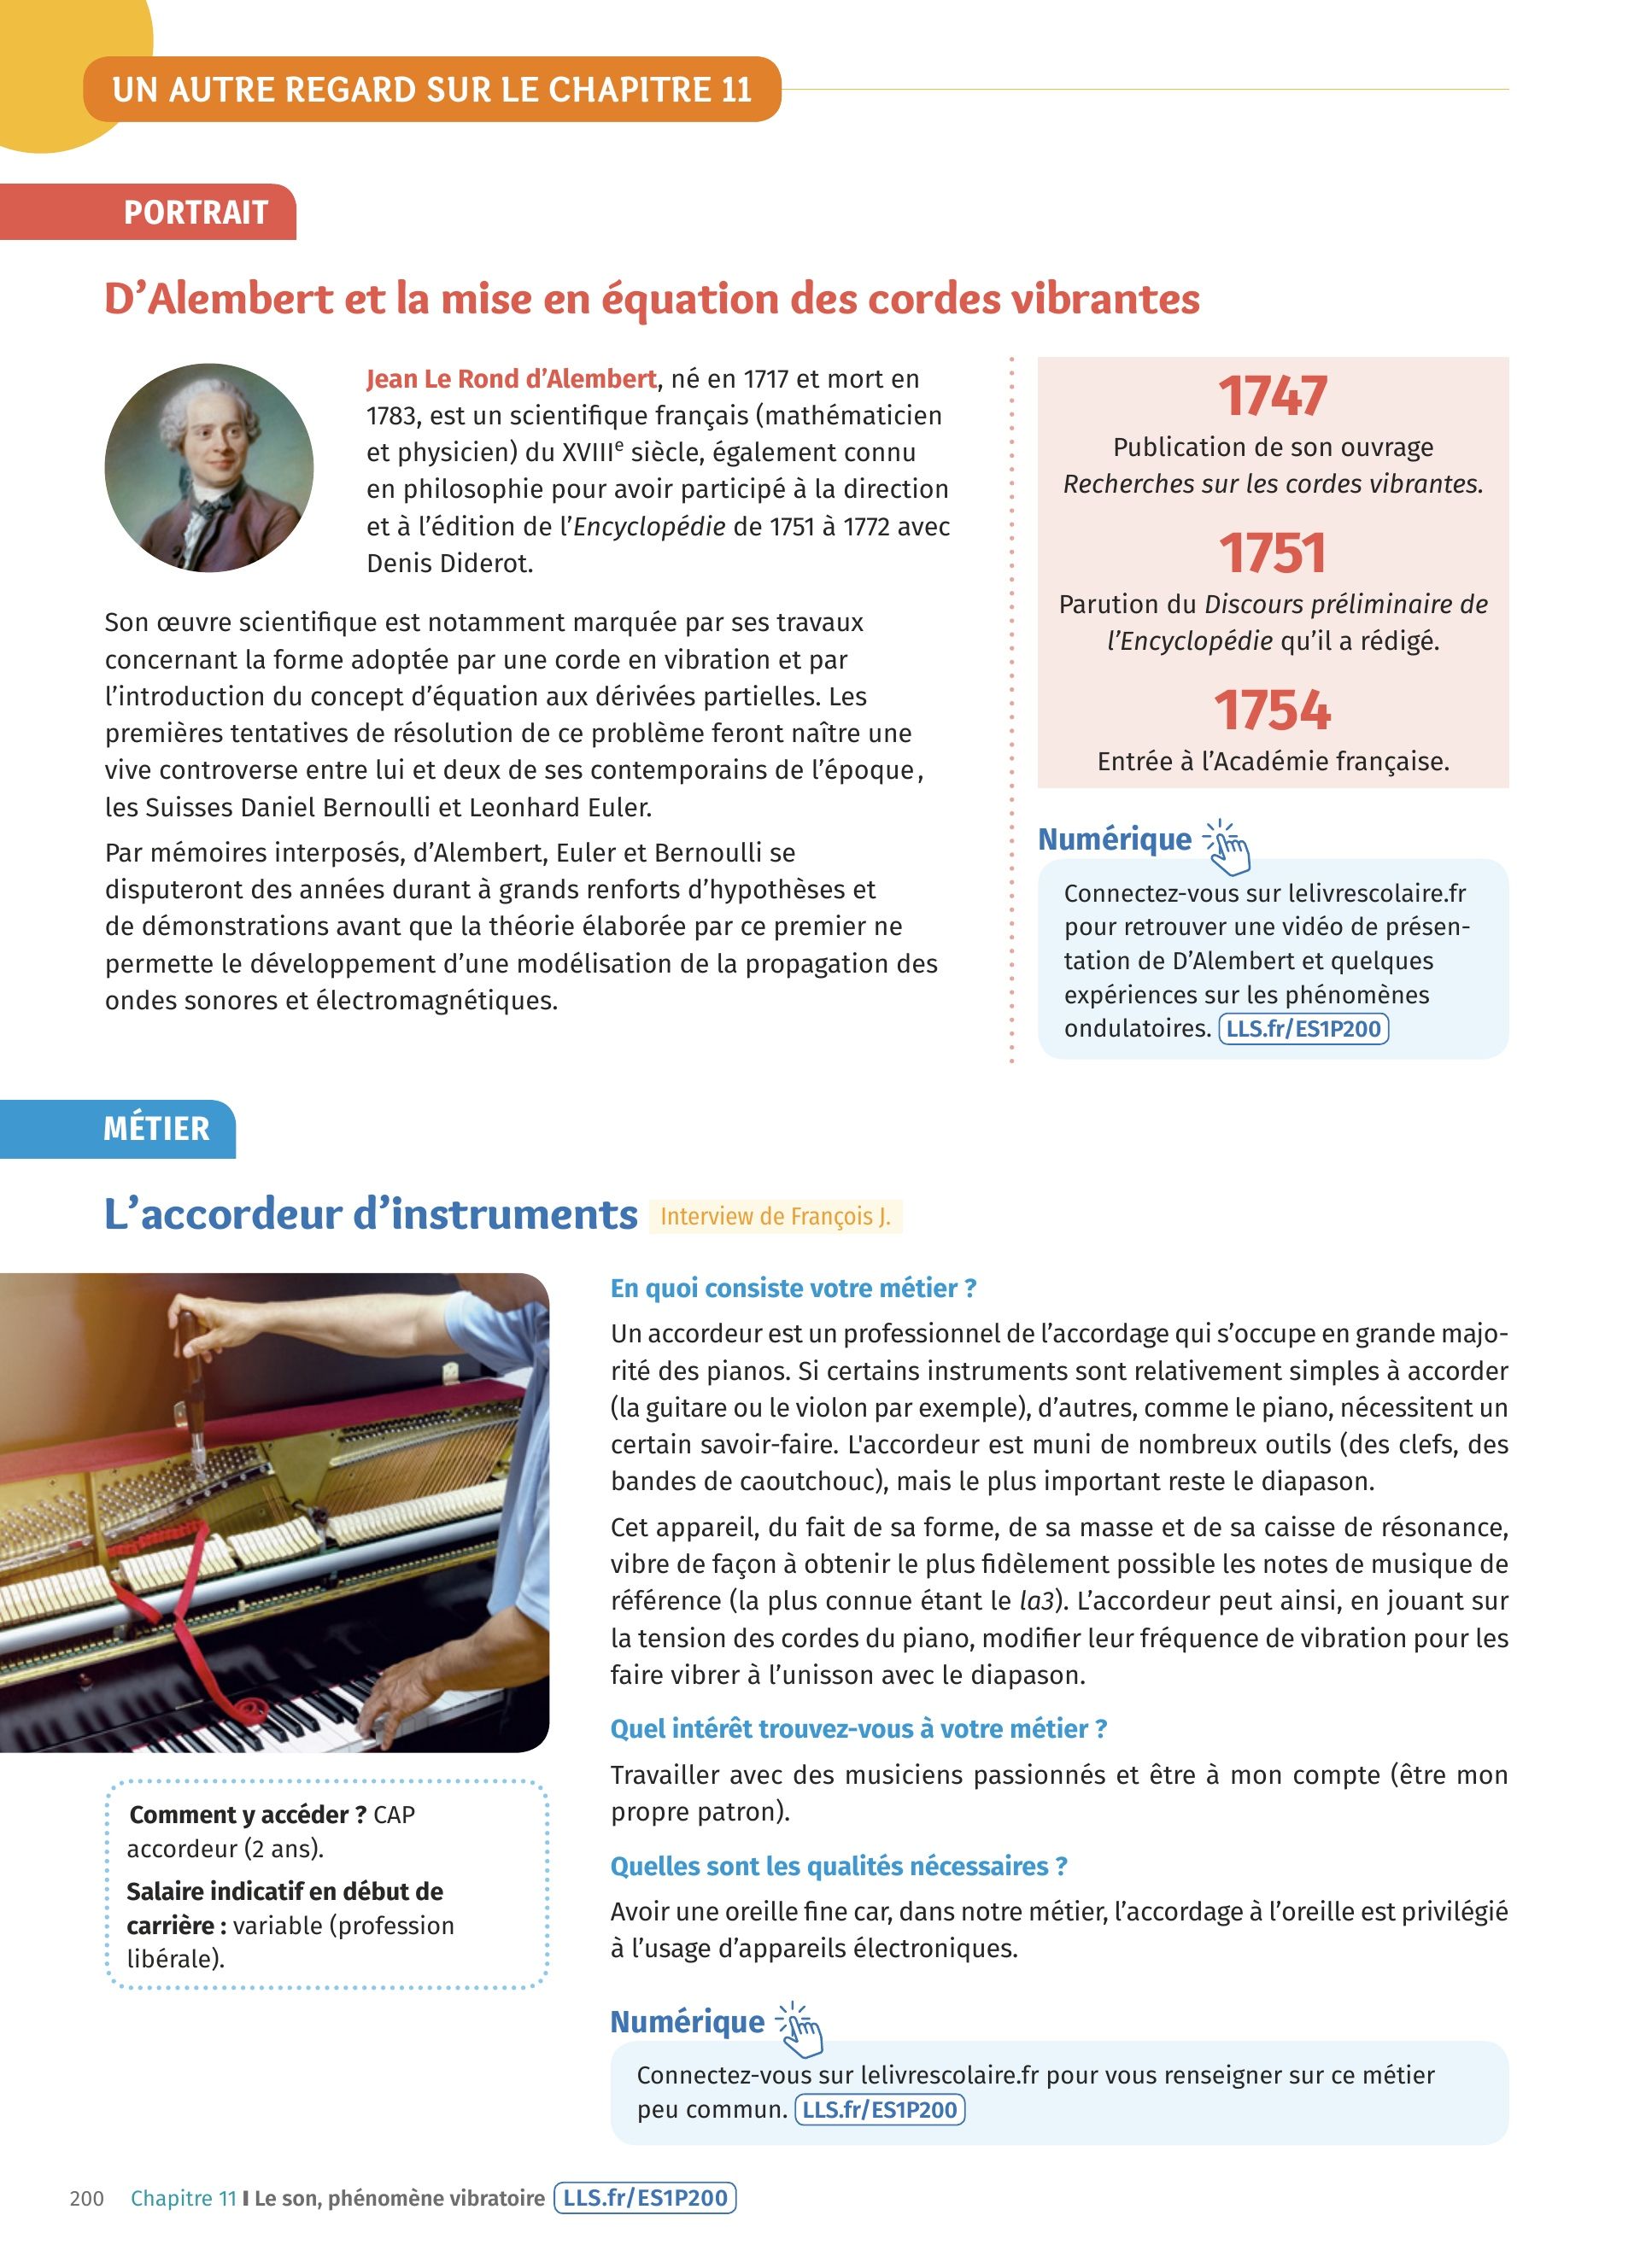 UN AUTRE REGARD SUR LE CHAPITRE 11
PORTRAIT
D’Alembert et la mise en équation des cordes vibrantes
Jean Le Rond d’Alembert, né en 1717 et mort en
1783, est un scientifique français (mathématicien
et physicien) du XVIIIe siècle, également connu
en philosophie pour avoir participé à la direction
et à l’édition de l’Encyclopédie de 1751 à 1772 avec
Denis Diderot.
Son œuvre scientifique est notamment marquée par ses travaux
concernant la forme adoptée par une corde en vibration et par
l’introduction du concept d’équation aux dérivées partielles. Les
premières tentatives de résolution de ce problème feront naître une
vive controverse entre lui et deux de ses contemporains de l’époque,
les Suisses Daniel Bernoulli et Leonhard Euler.
Par mémoires interposés, d’Alembert, Euler et Bernoulli se
disputeront des années durant à grands renforts d’hypothèses et
de démonstrations avant que la théorie élaborée par ce premier ne
permette le développement d’une modélisation de la propagation des
ondes sonores et électromagnétiques.
1747
Publication de son ouvrage
Recherches sur les cordes vibrantes.
1751
Parution du Discours préliminaire de
l’Encyclopédie qu’il a rédigé.
1754
Entrée à l’Académie française.
Numérique
Connectez-vous sur lelivrescolaire.fr
pour retrouver une vidéo de présen-
tation de D’Alembert et quelques
expériences sur les phénomènes
ondulatoires. LLS.fr/ES1P200
MÉTIER
L’accordeur d’instruments Interview de François J.
En quoi consiste votre métier ?
Un accordeur est un professionnel de l’accordage qui s’occupe en grande majo-
rité des pianos. Si certains instruments sont relativement simples à accorder
(la guitare ou le violon par exemple), d’autres, comme le piano, nécessitent un
certain savoir-faire. L'accordeur est muni de nombreux outils (des clefs, des
bandes de caoutchouc), mais le plus important reste le diapason.
Cet appareil, du fait de sa forme, de sa masse et de sa caisse de résonance,
vibre de façon à obtenir le plus fidèlement possible les notes de musique de
référence (la plus connue étant le la3). L’accordeur peut ainsi, en jouant sur
la tension des cordes du piano, modifier leur fréquence de vibration pour les
faire vibrer à l’unisson avec le diapason.
Quel intérêt trouvez-vous à votre métier ?
Travailler avec des musiciens passionnés et être à mon compte (être mon
propre patron).
Quelles sont les qualités nécessaires ?
Avoir une oreille fine car, dans notre métier, l’accordage à l’oreille est privilégié
à l’usage d’appareils électroniques.
Comment y accéder ? CAP
accordeur (2 ans).
Salaire indicatif en début de
carrière : variable (profession
libérale).
Numérique
Connectez-vous sur lelivrescolaire.fr pour vous renseigner sur ce métier
peu commun. LLS.fr/ES1P200
200 Chapitre 11 I Le son, phénomène vibratoire LLS.fr/ES1P200